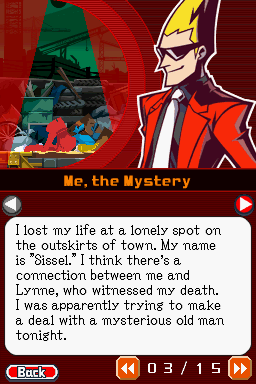 Me, the Mystery
I lost my life at a lonely spot on
the outskirts of town. My name
is "Sissel." I think there's a
connection between me and
Lynne, who witnessed my death.
I was apparently trying to make
a deal with a mysterious old man
tonight.
Back
03/15